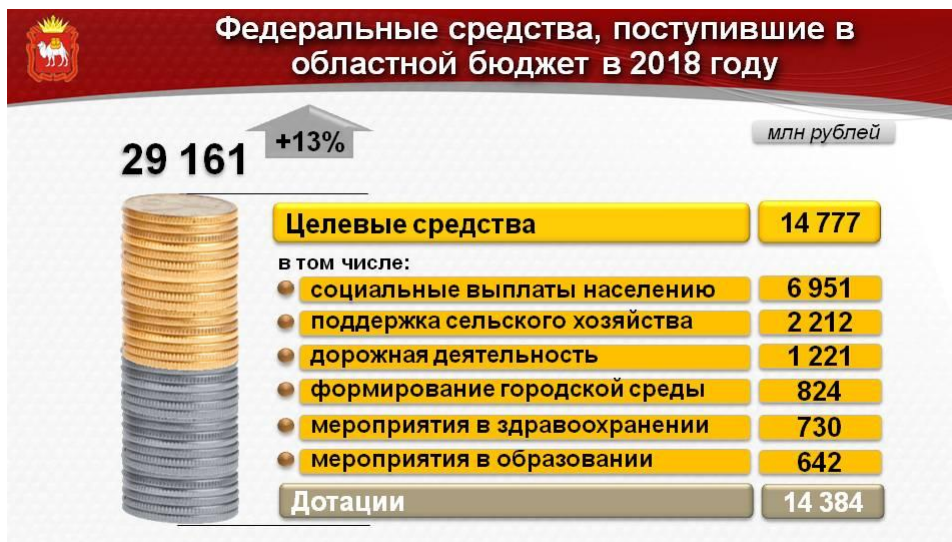 Федеральные средства, поступившие в
областной бюджет в 2018 году
млн рублей
29 161
+13%
Целевые средства 14 777
в том числе:
социальные выплаты населению 6 951
поддержка сельского хозяйства 2 212
дорожная деятельность 1 221
формирование городской среды 824
мероприятия в здравоохранении 730
мероприятия в образовании 642
Дотации 14 384